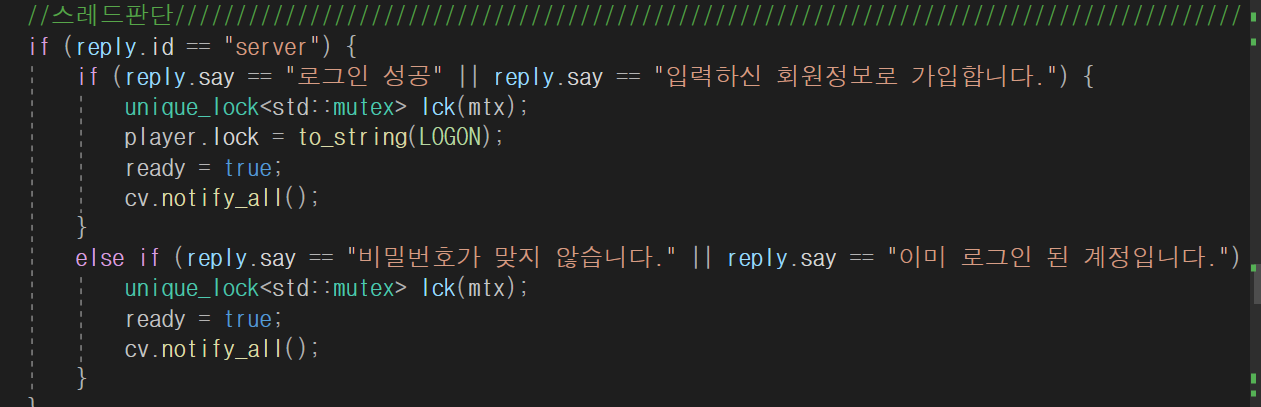 //스레드판단////////////////////////////////////////////////////////////////////////////////////////
if (reply.id == "server") {
if (reply.say == "로그인 성공" || reply.say == "입력하신 회원정보로 가입합니다.") {
unique_lock<std::mutex> lck(mtx);
player.lock = to_string(LOGON);
ready = true;
cv.notify_all();
}
else if (reply.say == "비밀번호가 맞지 않습니다." || reply.say == "이미 로그인 된 계정입니다.")
unique_lock<std::mutex> lck(mtx);
ready = true;
cv.notify_all();
}
}